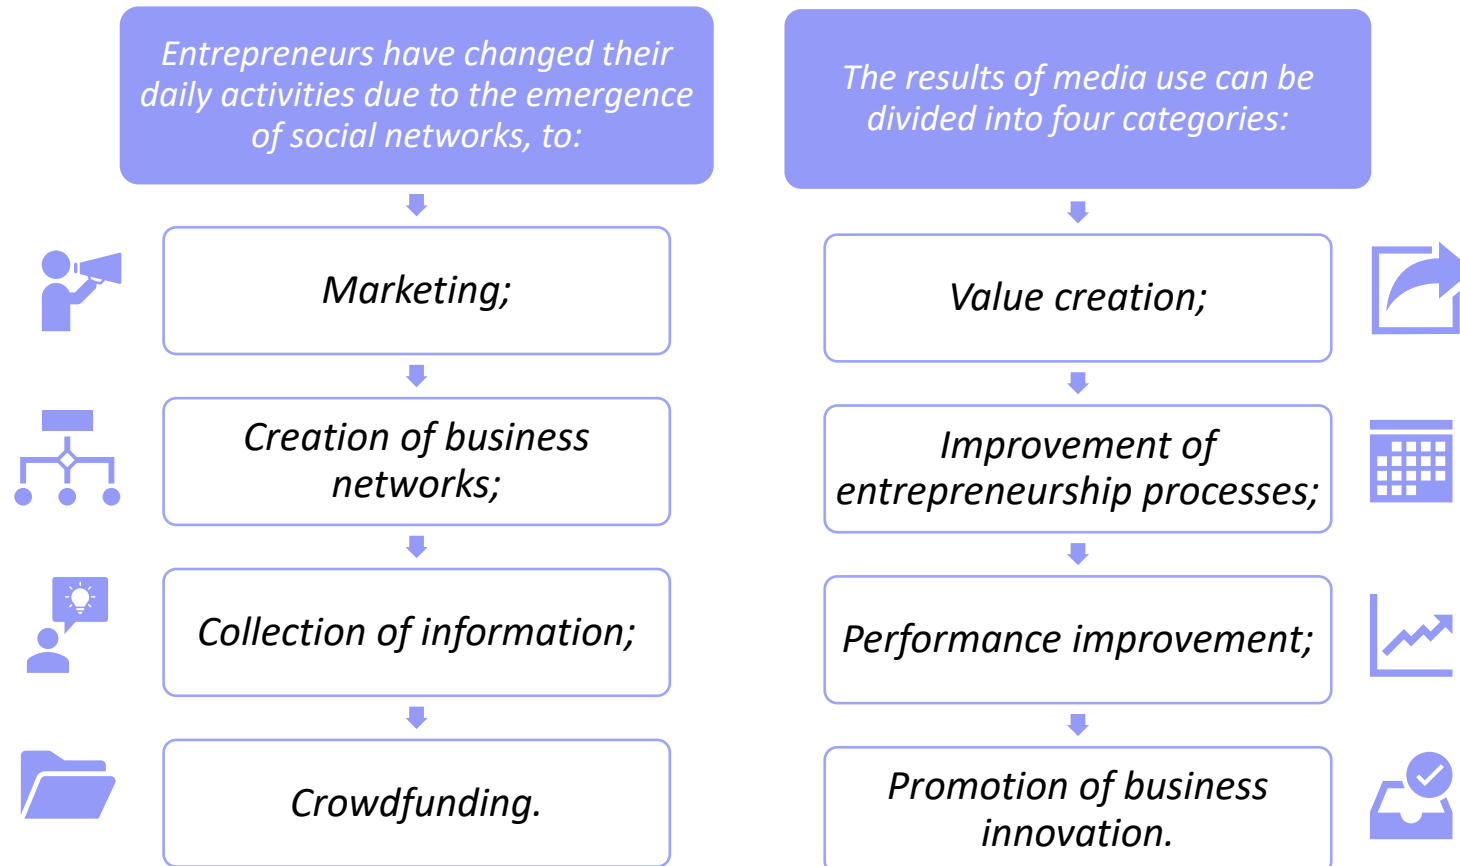 Entrepreneurs have changed their
daily activities due to the emergence
of social networks, to:
Marketing;
Creation of business
networks;
Collection of information;
Crowdfunding.
The results of media use can be
divided into four categories:
Value creation;
Improvement of
entrepreneurship processes;
Performance improvement;
Promotion of business
innovation.